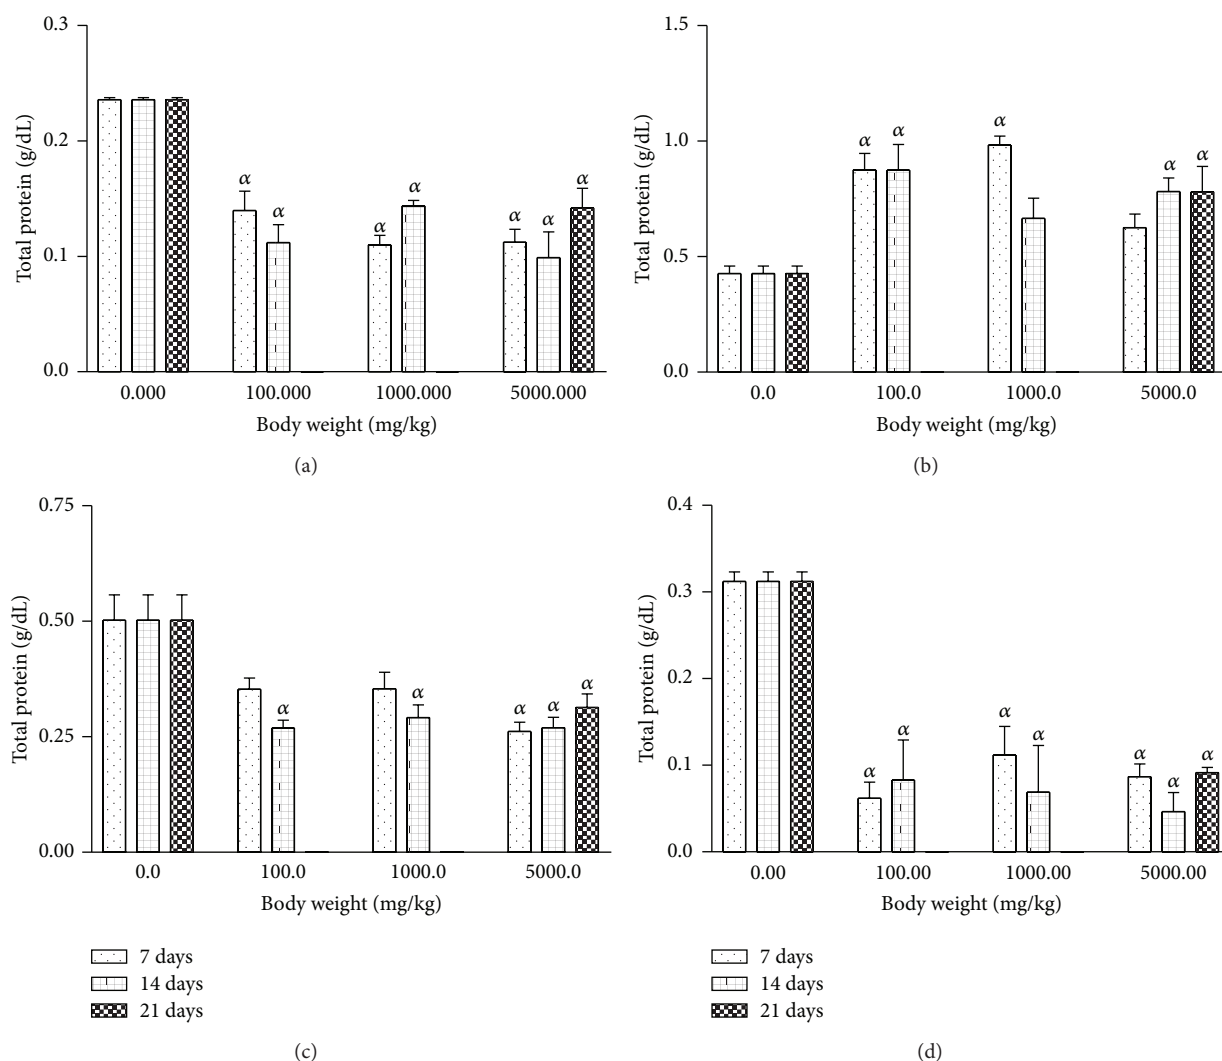 0.3
0.2
0.1
0.0
Total protein (g/dL)
α
α
α
α
α
α
α
0.000 100.000 1000.000 5000.000
Body weight (mg/kg)
(a)
1.5
1.0
0.5
0.0
Total protein (g/dL)
α
α
α
α
α
0.0 100.0 1000.0 5000.0
Body weight (mg/kg)
(b)
0.75
0.50
0.25
0.00
Total protein (g/dL)
α
α
α
α
α
0.0 100.0 1000.0 5000.0
Body weight (mg/kg)
7 days
14 days
21 days
(c)
0.4
0.3
0.2
0.1
0.0
Total protein (g/dL)
α
α
α
α
α
α
α
0.00 100.00 1000.00 5000.00
Body weight (mg/kg)
7 days
14 days
21 days
(d)